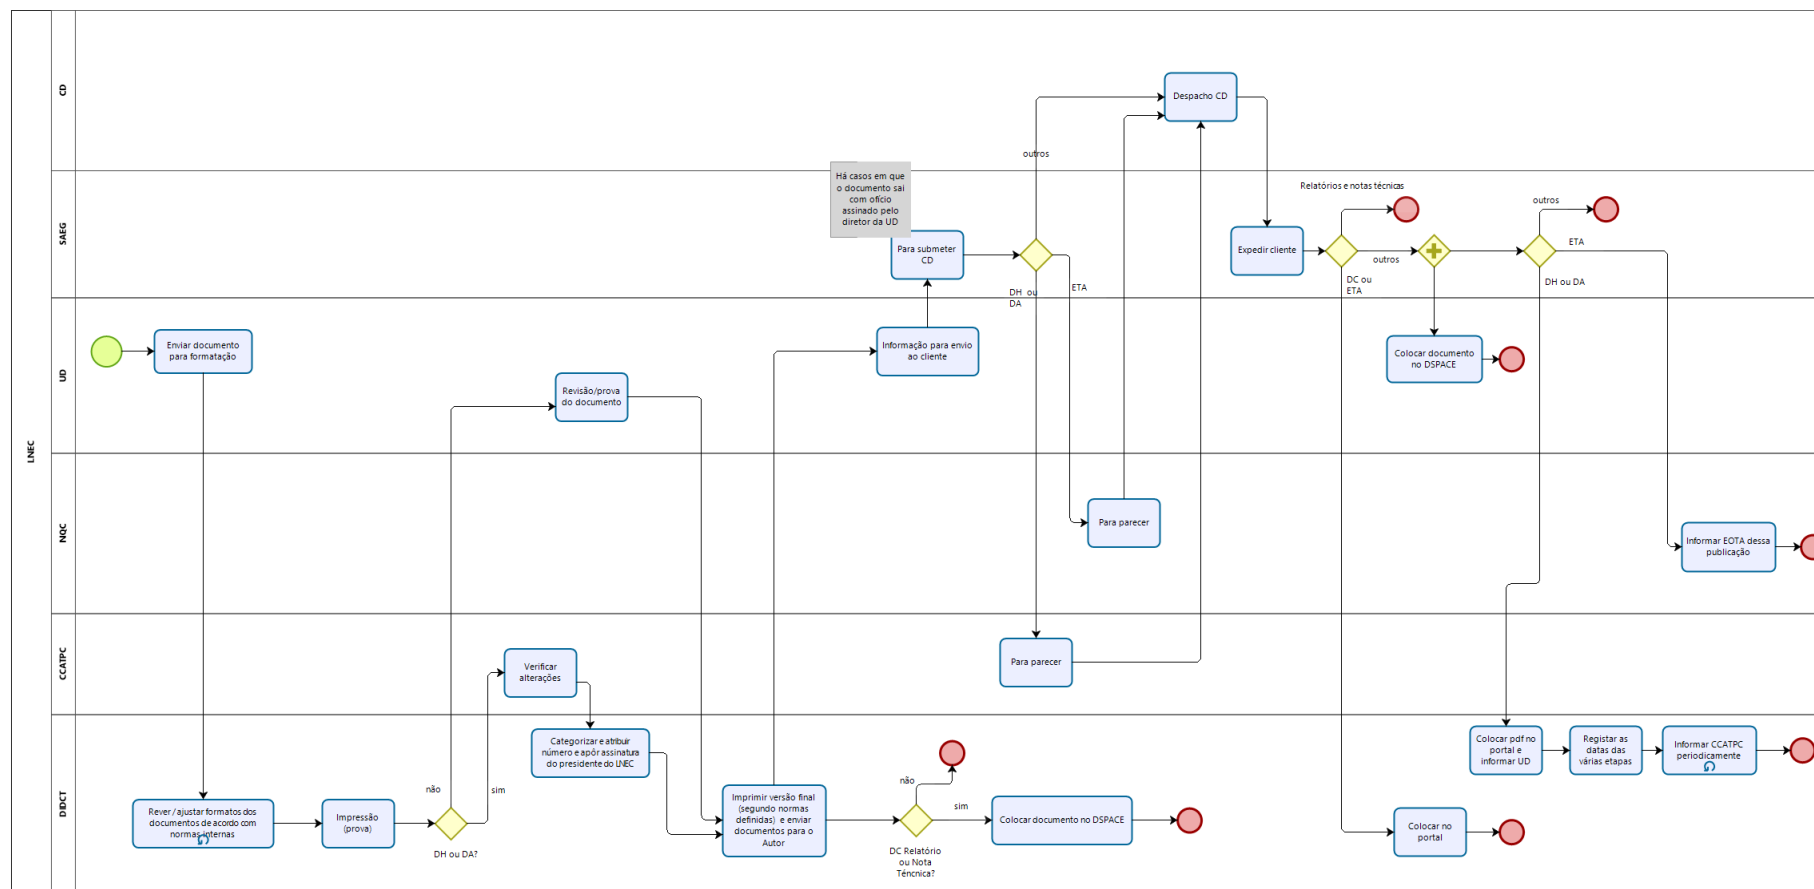 LNEC
CD
Despacho CD
outros
SAEG
Há casos em que
o documento sai
com ofício
assinado pelo
diretor da UD
Para submeter
CD
DH ou
DA
ETA
Expedir cliente
Relatórios e notas técnicas
outros
DC ou
ETA
outros
ETA
DH ou DA
UD
Enviar documento
para formatação
Revisão/prova
do documento
Informação para envio
ao cliente
Colocar documento
no DSPACE
NQC
Para parecer
Informar EOTA dessa
publicação
CCATPC
Verificar
alterações
Para parecer
DIDCT
Rever / ajustar formatos dos
documentos de acordo com
normas internas
Impressão
(prova)
não
sim
DH ou DA?
Categorizar e atribuir
número e apór assinatura
do presidente do LNEC
Imprimir versão final
(segundo normas
definidas) e enviar
documentos para o
Autor
não
sim
DC Relatório
ou Nota
Téncnica?
Colocar documento no DSPACE
Colocar pdf no
portal e
informar UD
Registar as
datas das
várias etapas
Informar CCATPC
periodicamente
Colocar no
portal